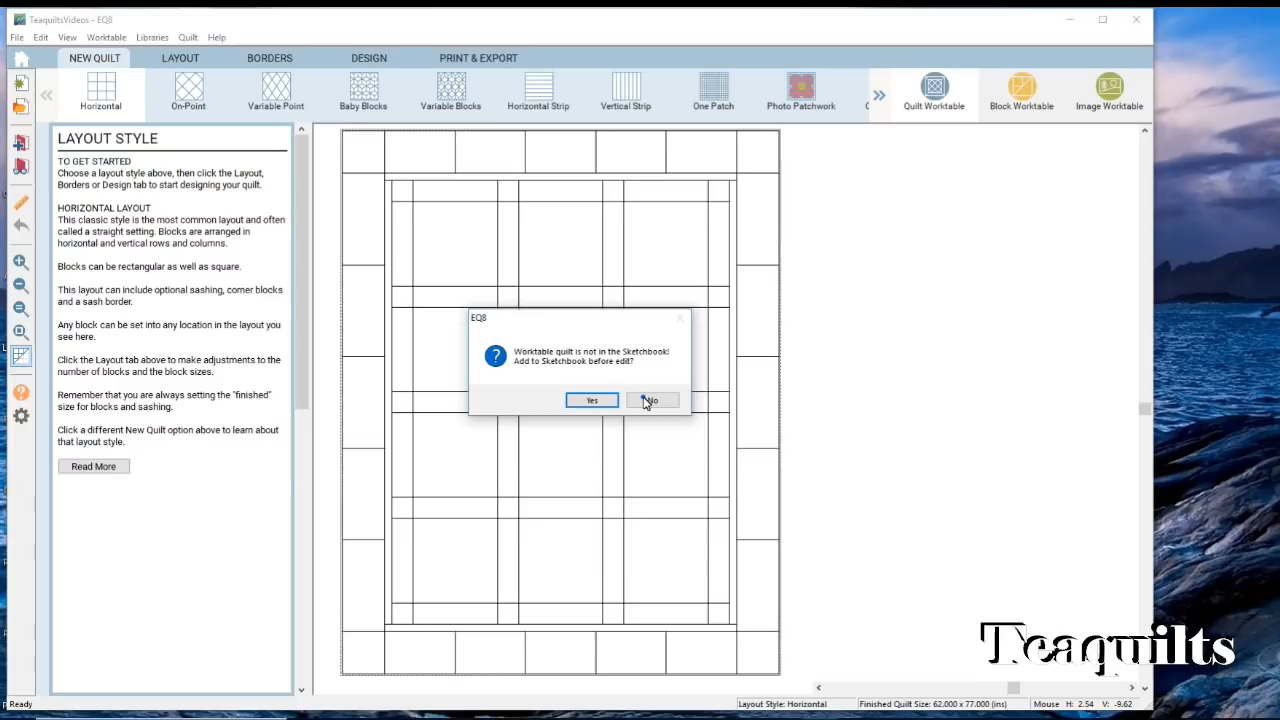 TeaquiltsVideos - EQ8
File Edit View Worktable Libraries Quilt Help
NEW QUILT LAYOUT BORDERS DESIGN PRINT & EXPORT
Horizontal On-Point Variable Point Baby Blocks Variable Blocks Horizontal Strip Vertical Strip One Patch Photo Patchwork Quilt Worktable Block Worktable Image Worktable
LAYOUT STYLE
TO GET STARTED
Choose a layout style above, then click the Layout,
Borders or Design tab to start designing your quilt.
HORIZONTAL LAYOUT
This classic style is the most common layout and often
called a straight setting. Blocks are arranged in
horizontal and vertical rows and columns.
Blocks can be rectangular as well as square.
This layout can include optional sashing, corner blocks
and a sash border.
Any block can be set into any location in the layout you
see here.
Click the Layout tab above to make adjustments to the
number of blocks and the block sizes.
Remember that you are always setting the "finished"
size for blocks and sashing.
Click a different New Quilt option above to learn about
that layout style.
Read More
EQ8
Worktable quilt is not in the Sketchbook!
Add to Sketchbook before edit?
Yes No
Teaquilts
Ready Layout Style: Horizontal Finished Quilt Size: 62.000 x 77.000 (ins) Mouse H: 2.54 V: -9.62